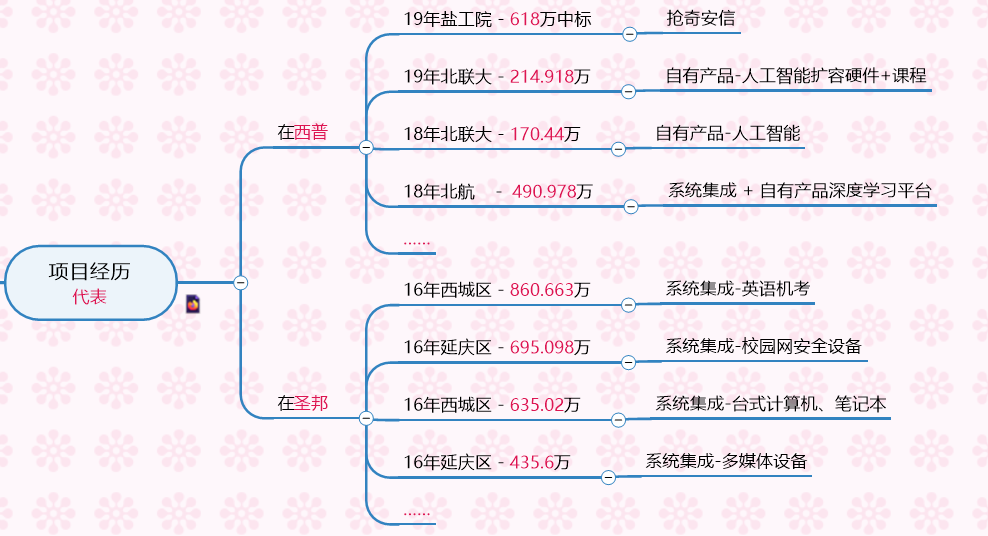 项目经历
代表
在西普
19年盐工院 - 618万中标
抢奇安信
19年北联大 - 214.918万
自有产品-人工智能扩容硬件+课程
18年北联大 - 170.44万
自有产品-人工智能
18年北航 - 490.978万
系统集成 + 自有产品深度学习平台
......
在圣邦
16年西城区 - 860.663万
系统集成-英语机考
16年延庆区 - 695.098万
系统集成-校园网安全设备
16年西城区 - 635.02万
系统集成-台式计算机、笔记本
16年延庆区 - 435.6万
系统集成-多媒体设备
......